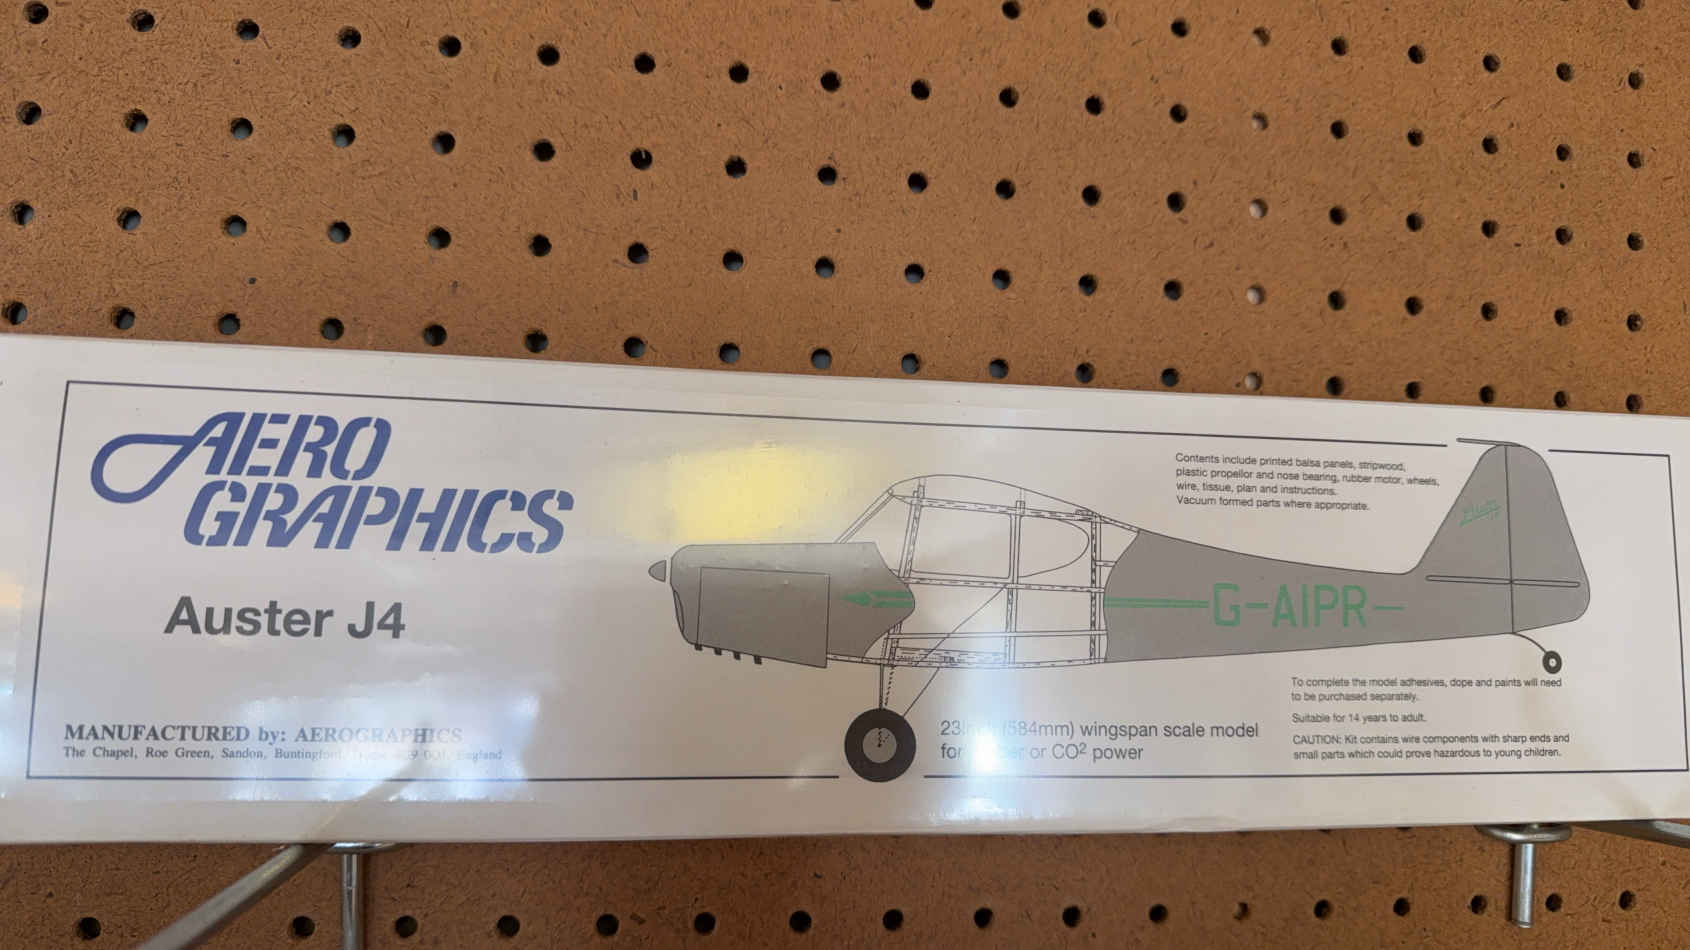 AERO
GRAPHICS
Auster J4
MANUFACTURED by: AEROGRAPHICS
The Chapel, Roe Green, Sandon, Buntingford, England
Contents include printed balsa panels, stripwood,
plastic propellor and nose bearing, rubber motor, wheels,
wire, tissue, plan and instructions.
Vacuum formed parts where appropriate.
Auster
G-AIPR-
23 (584mm) wingspan scale model
for or CO² power
To complete the model adhesives, dope and paints will need
to be purchased separately.
Suitable for 14 years to adult.
CAUTION: Kit contains wire components with sharp ends and
small parts which could prove hazardous to young children.